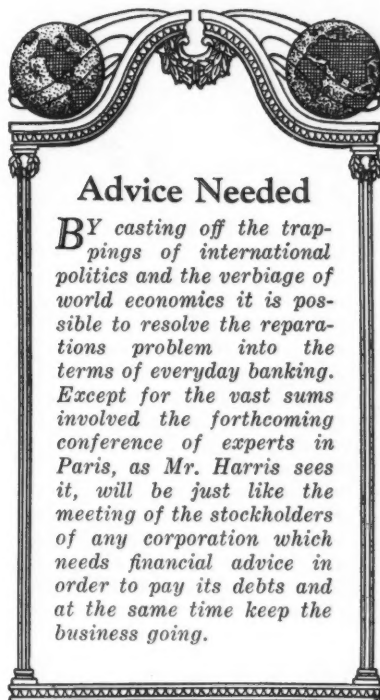 Advice Needed
BY casting off the trap-
pings of international
politics and the verbiage of
world economics it is pos-
sible to resolve the repara-
tions problem into the
terms of everyday banking.
Except for the vast sums
involved the forthcoming
conference of experts in
Paris, as Mr. Harris sees
it, will be just like the
meeting of the stockholders
of any corporation which
needs financial advice in
order to pay its debts and
at the same time keep the
business going.